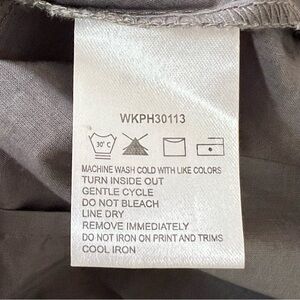 WKPH30113
30° C
MACHINE WASH COLD WITH LIKE COLORS
TURN INSIDE OUT
GENTLE CYCLE
DO NOT BLEACH
LINE DRY
REMOVE IMMEDIATELY
DO NOT IRON ON PRINT AND TRIMS
COOL IRON